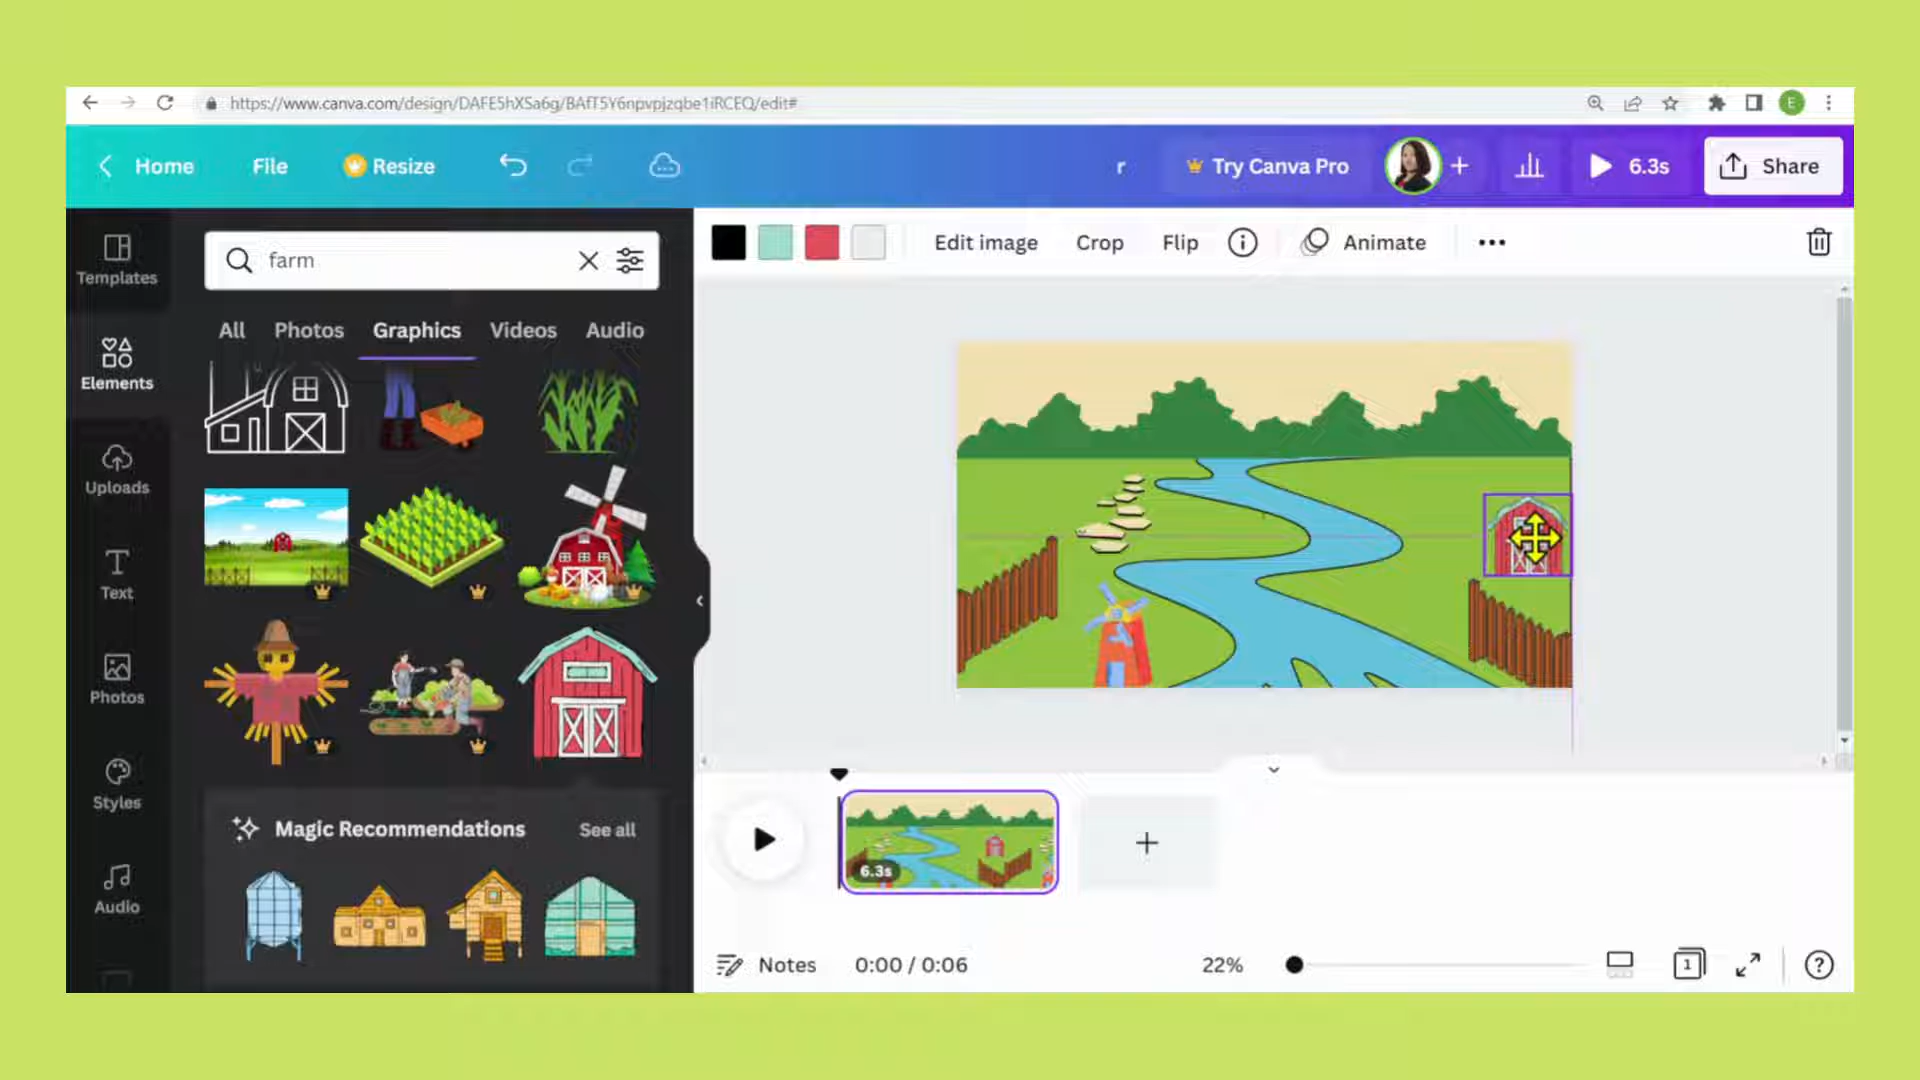 https://www.canva.com/design/DAFE5hXSa6g/BAfT5Y6npvpjzqbe1iRCEQ/edit#
E
Home
File
Resize
r
Try Canva Pro
6.3s
Share
Templates
Elements
Uploads
Text
Photos
Styles
Audio
farm
All Photos Graphics Videos Audio
Magic Recommendations
See all
Edit image
Crop
Flip
Animate
6.3s
Notes
0:00 / 0:06
22%
1